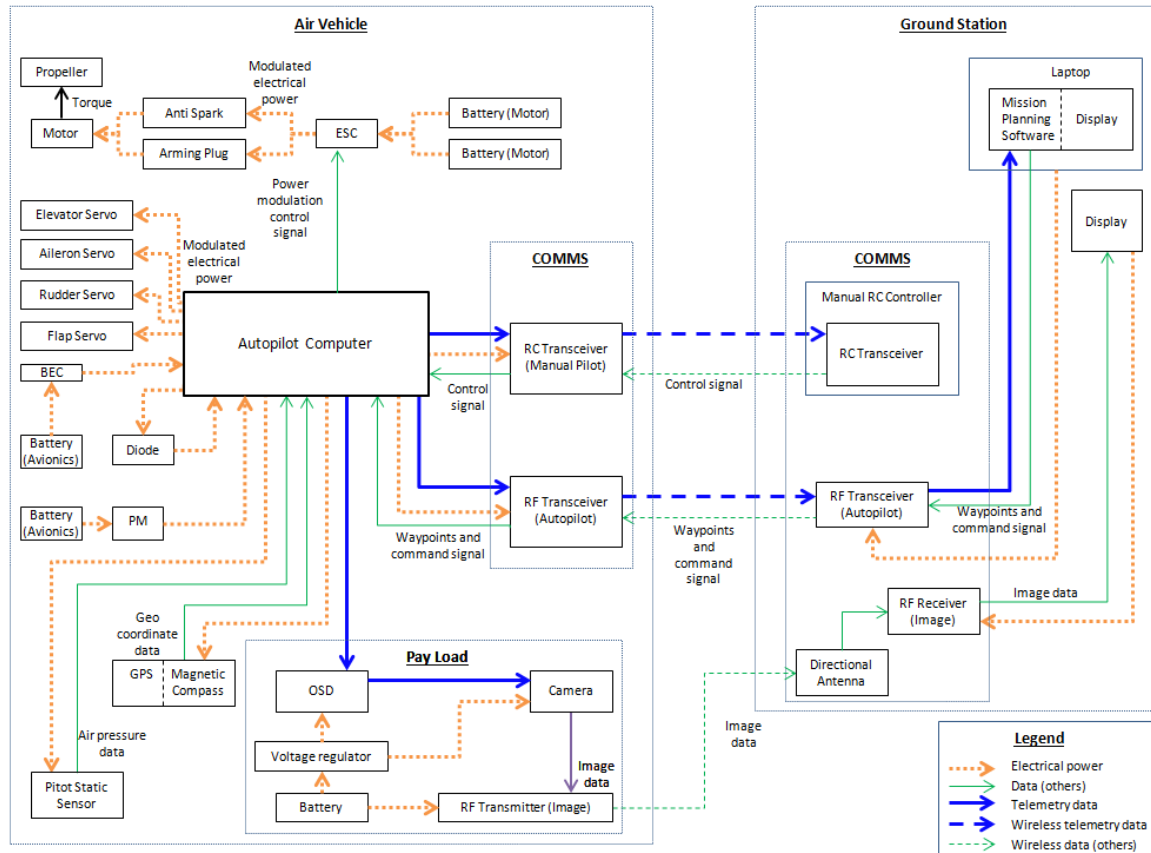 Air Vehicle
Propeller
Torque
Motor
Anti Spark
Arming Plug
Modulated
electrical
power
ESC
Battery (Motor)
Battery (Motor)
Power
modulation
control
signal
Elevator Servo
Aileron Servo
Rudder Servo
Flap Servo
Modulated
electrical
power
BEC
Battery
(Avionics)
Diode
Battery
(Avionics)
PM
Autopilot Computer
COMMS
RC Transceiver
(Manual Pilot)
Control
signal
RF Transceiver
(Autopilot)
Waypoints and
command signal
Geo
coordinate
data
GPS
Magnetic
Compass
Air pressure
data
Pitot Static
Sensor
Pay Load
OSD
Camera
Voltage regulator
Image
data
Battery
RF Transmitter (Image)
Control signal
Waypoints
and
command
signal
Image
data
Ground Station
Laptop
Mission
Planning
Software
Display
Display
COMMS
Manual RC Controller
RC Transceiver
RF Transceiver
(Autopilot)
Waypoints and
command signal
RF Receiver
(Image)
Image data
Directional
Antenna
Legend
Electrical power
Data (others)
Telemetry data
Wireless telemetry data
Wireless data (others)